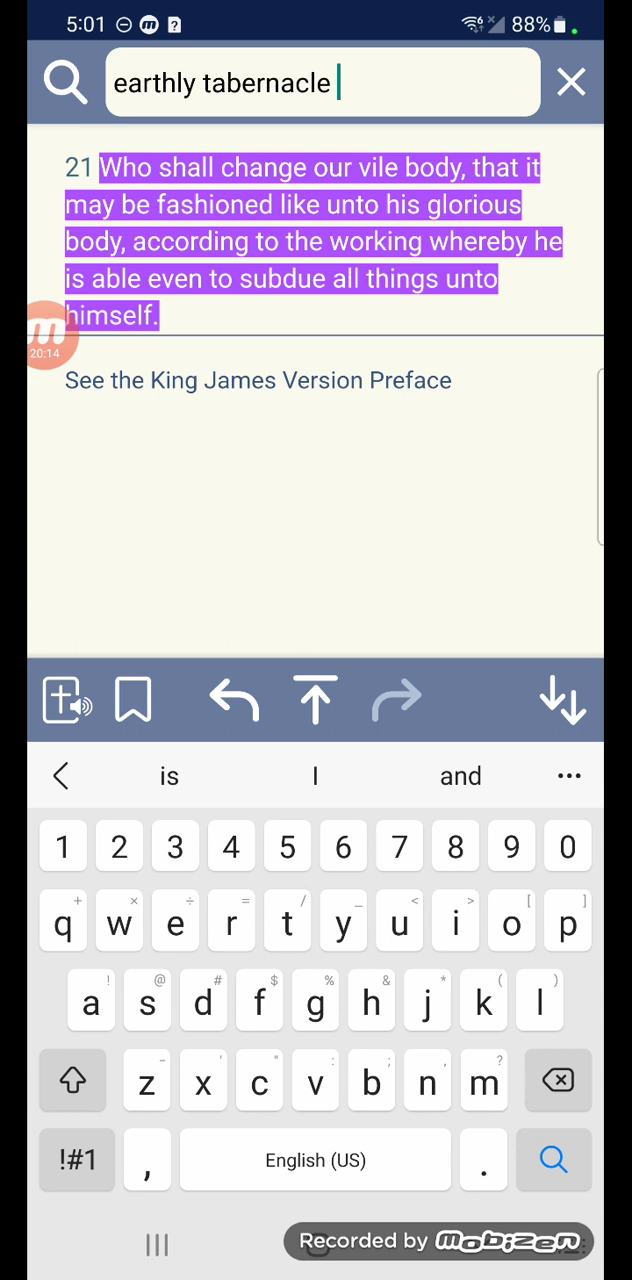 5:01 m ? 6 88%
earthly tabernacle
21 Who shall change our vile body, that it
may be fashioned like unto his glorious
body, according to the working whereby he
is able even to subdue all things unto
himself.
20:14
See the King James Version Preface
is I and ...
1 2 3 4 5 6 7 8 9 0
+ × ÷ = / _ < > [ ]
q w e r t y u i o p
! @ # $ % & * ( )
a s d f g h j k l
- ' " : ; , ?
z x c v b n m
!#1 , English (US) .
Recorded by mobizen